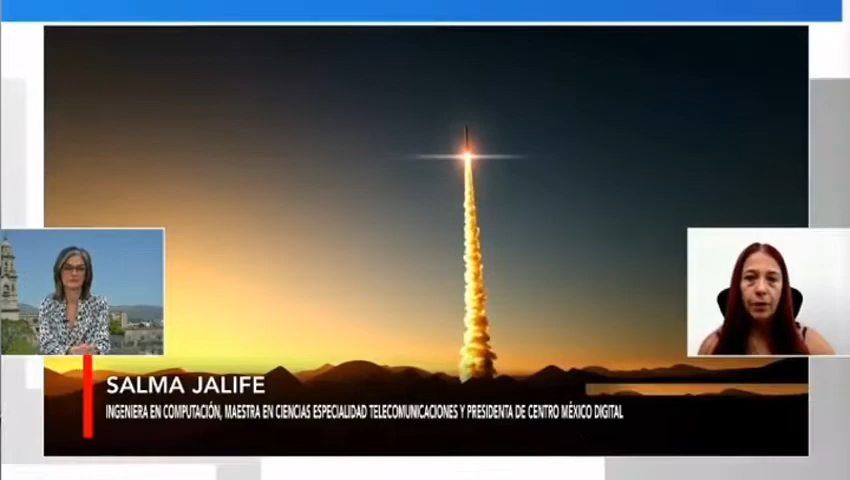 SALMA JALIFE
INGENIERA EN COMPUTACIÓN, MAESTRA EN CIENCIAS ESPECIALIDAD TELECOMUNICACIONES Y PRESIDENTA DE CENTRO MÉXICO DIGITAL